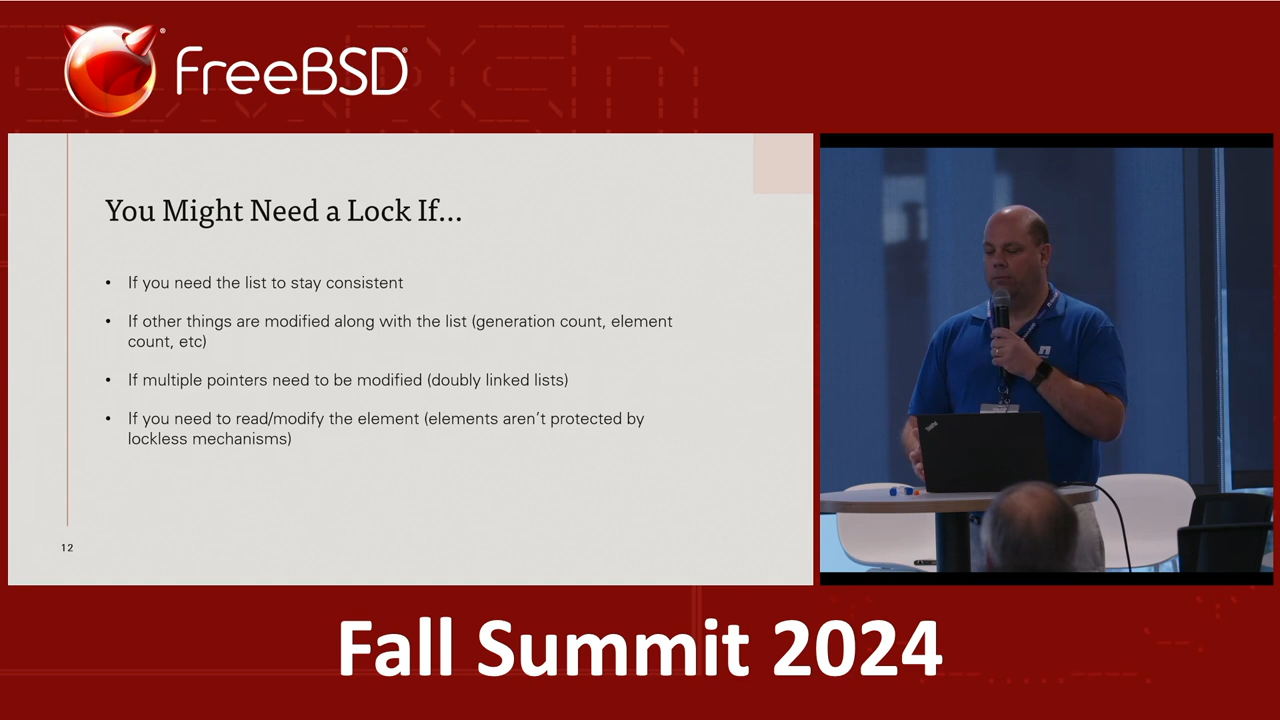 FreeBSD®
You Might Need a Lock If...
• If you need the list to stay consistent
• If other things are modified along with the list (generation count, element
count, etc)
• If multiple pointers need to be modified (doubly linked lists)
• If you need to read/modify the element (elements aren't protected by
lockless mechanisms)
12
ThinkPad
Fall Summit 2024